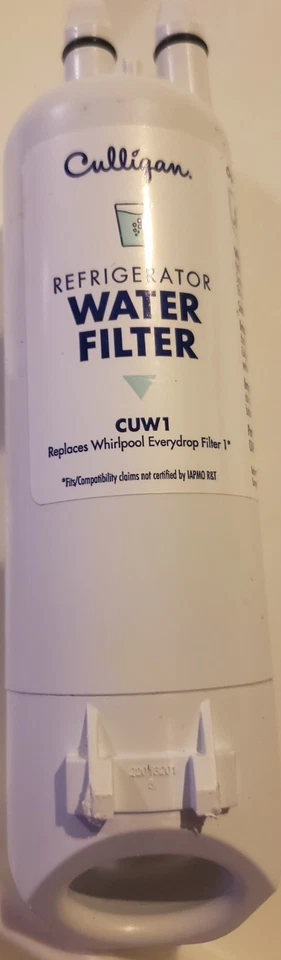 Culligan.
REFRIGERATOR
WATER
FILTER
CUW1
Replaces Whirlpool Everydrop Filter 1*
*Fits/Compatibility claims not certified by IAPMO R&T